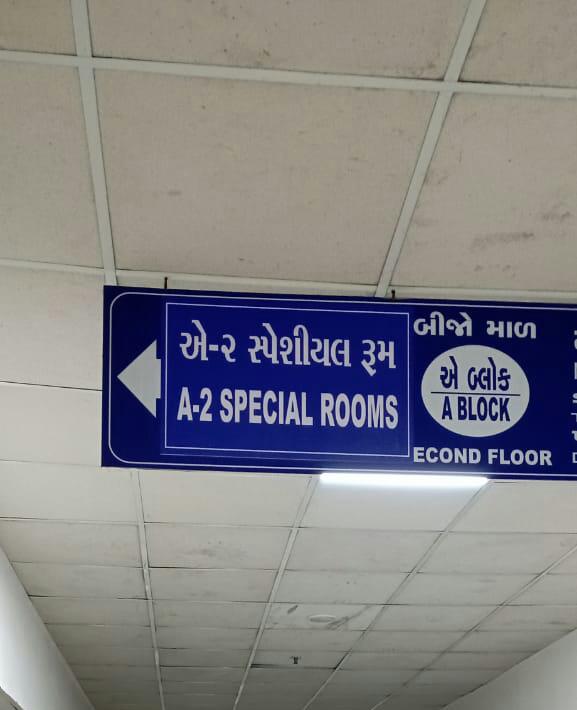 એ-૨ સ્પેશીયલ રૂમ
A-2 SPECIAL ROOMS
બીજો માળ
એ બ્લોક
A BLOCK
ECOND FLOOR